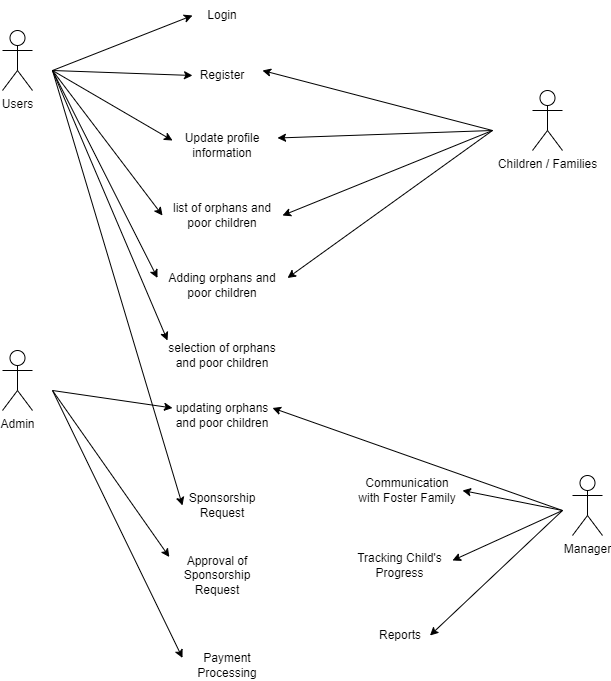 Login
Users
Register
Update profile
information
Children / Families
list of orphans and
poor children
Adding orphans and
poor children
selection of orphans
and poor children
Admin
updating orphans
and poor children
Communication
with Foster Family
Sponsorship
Request
Manager
Tracking Child's
Progress
Approval of
Sponsorship
Request
Reports
Payment
Processing